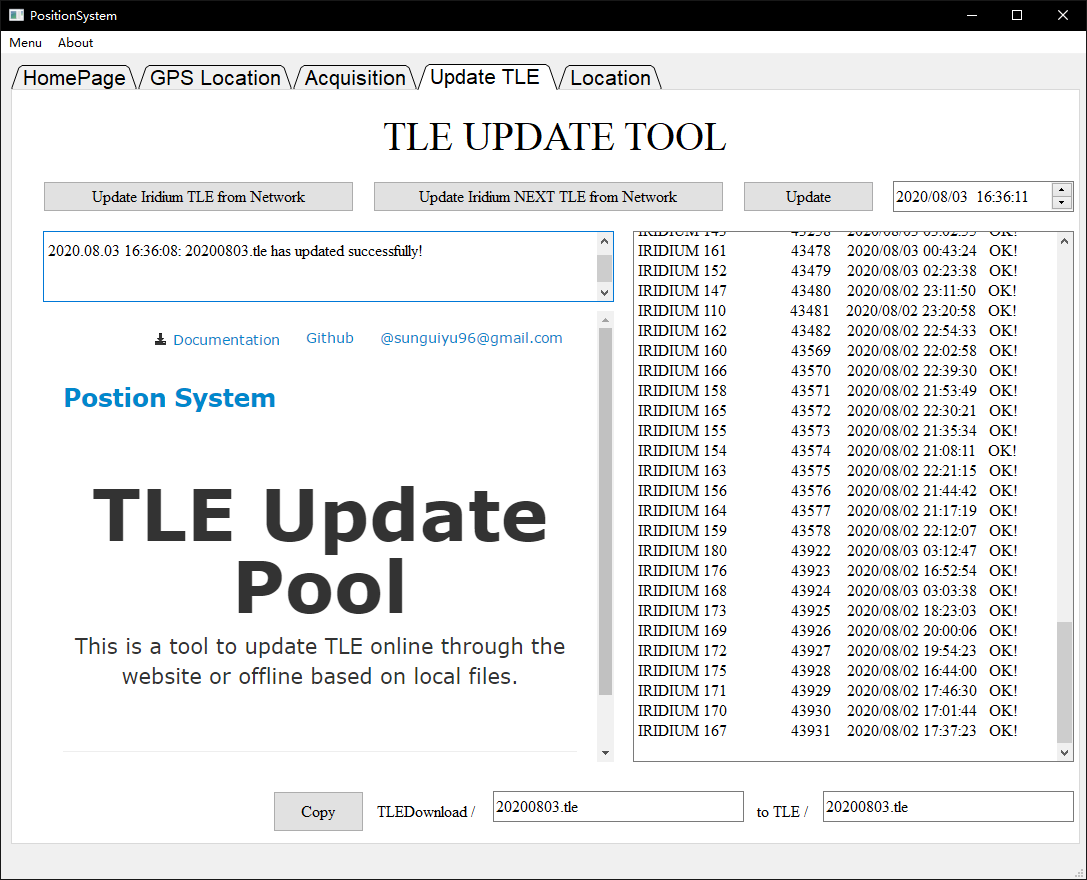 PositionSystem
Menu About
HomePage GPS Location Acquisition Update TLE Location
TLE UPDATE TOOL
Update Iridium TLE from Network Update Iridium NEXT TLE from Network Update 2020/08/03 16:36:11
2020.08.03 16:36:08: 20200803.tle has updated successfully!
Documentation Github @sunguiyu96@gmail.com
Postion System
TLE Update
Pool
This is a tool to update TLE online through the
website or offline based on local files.
IRIDIUM 161 43478 2020/08/03 00:43:24 OK!
IRIDIUM 152 43479 2020/08/03 02:23:38 OK!
IRIDIUM 147 43480 2020/08/02 23:11:50 OK!
IRIDIUM 110 43481 2020/08/02 23:20:58 OK!
IRIDIUM 162 43482 2020/08/02 22:54:33 OK!
IRIDIUM 160 43569 2020/08/02 22:02:58 OK!
IRIDIUM 166 43570 2020/08/02 22:39:30 OK!
IRIDIUM 158 43571 2020/08/02 21:53:49 OK!
IRIDIUM 165 43572 2020/08/02 22:30:21 OK!
IRIDIUM 155 43573 2020/08/02 21:35:34 OK!
IRIDIUM 154 43574 2020/08/02 21:08:11 OK!
IRIDIUM 163 43575 2020/08/02 22:21:15 OK!
IRIDIUM 156 43576 2020/08/02 21:44:42 OK!
IRIDIUM 164 43577 2020/08/02 21:17:19 OK!
IRIDIUM 159 43578 2020/08/02 22:12:07 OK!
IRIDIUM 180 43922 2020/08/03 03:12:47 OK!
IRIDIUM 176 43923 2020/08/02 16:52:54 OK!
IRIDIUM 168 43924 2020/08/03 03:03:38 OK!
IRIDIUM 173 43925 2020/08/02 18:23:03 OK!
IRIDIUM 169 43926 2020/08/02 20:00:06 OK!
IRIDIUM 172 43927 2020/08/02 19:54:23 OK!
IRIDIUM 175 43928 2020/08/02 16:44:00 OK!
IRIDIUM 171 43929 2020/08/02 17:46:30 OK!
IRIDIUM 170 43930 2020/08/02 17:01:44 OK!
IRIDIUM 167 43931 2020/08/02 17:37:23 OK!
Copy TLEDownload / 20200803.tle to TLE / 20200803.tle